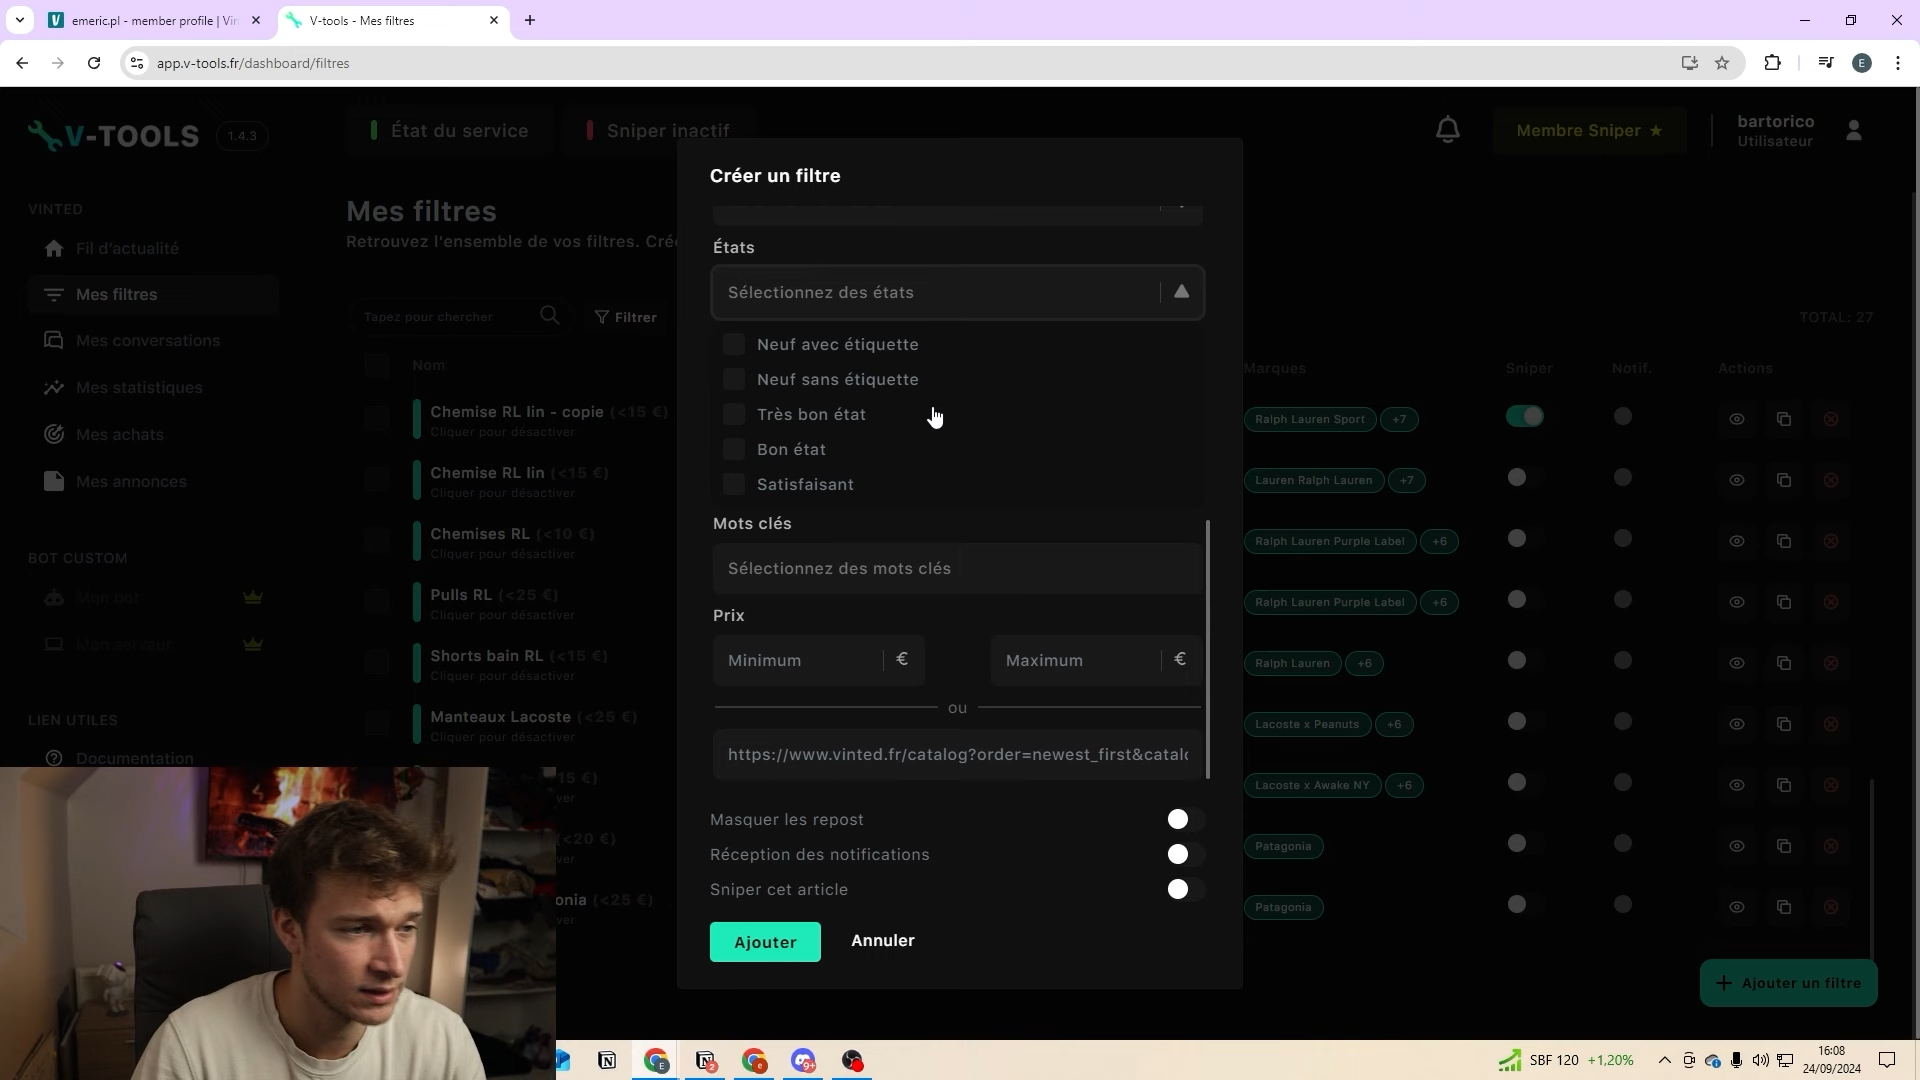 emeric.pl - member profile | Vin
V-tools - Mes filtres
app.v-tools.fr/dashboard/filtres
E
V-TOOLS
1.4.3
État du service
Sniper inactif
Membre Sniper ★
bartorico
Utilisateur
VINTED
Fil d'actualité
Mes filtres
Mes conversations
Mes statistiques
Mes achats
Mes annonces
BOT CUSTOM
Mon bot
Mon serveur
LIEN UTILES
Documentation
Mes filtres
Retrouvez l'ensemble de vos filtres. Cré
Tapez pour chercher
Filtrer
TOTAL: 27
Nom
Marques
Sniper
Notif.
Actions
Chemise RL lin - copie (<15 €)
Cliquer pour désactiver
Ralph Lauren Sport
+7
Chemise RL lin (<15 €)
Cliquer pour désactiver
Lauren Ralph Lauren
+7
Chemises RL (<10 €)
Cliquer pour désactiver
Ralph Lauren Purple Label
+6
Pulls RL (<25 €)
Cliquer pour désactiver
Ralph Lauren Purple Label
+6
Shorts bain RL (<15 €)
Cliquer pour désactiver
Ralph Lauren
+6
Manteaux Lacoste (<25 €)
Cliquer pour désactiver
Lacoste x Peanuts
+6
15 €)
ver
Lacoste x Awake NY
+6
(<20 €)
ver
Patagonia
onia (<25 €)
ver
Patagonia
Créer un filtre
États
Sélectionnez des états
Neuf avec étiquette
Neuf sans étiquette
Très bon état
Bon état
Satisfaisant
Mots clés
Sélectionnez des mots clés
Prix
Minimum
€
Maximum
€
ou
https://www.vinted.fr/catalog?order=newest_first&catalo
Masquer les repost
Réception des notifications
Sniper cet article
Ajouter
Annuler
+ Ajouter un filtre
SBF 120 +1,20%
16:08
24/09/2024